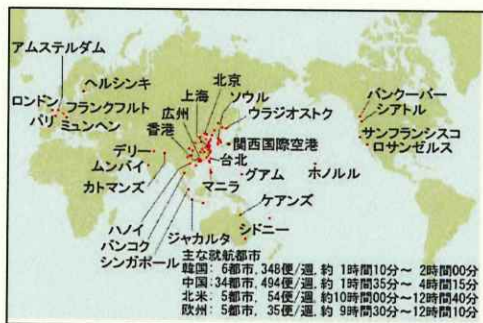 アムステルダム
ヘルシンキ
ロンドン
フランクフルト
パリ
ミュンヘン
北京
上海
ソウル
広州
ウラジオストク
香港
関西国際空港
デリー
台北
ムンバイ
カトマンズ
マニラ
グアム
ホノルル
バンクーバー
シアトル
サンフランシスコ
ロサンゼルス
ケアンズ
ハノイ
バンコク
ジャカルタ
シドニー
シンガポール
主な就航都市
韓国: 6都市, 348便/週, 約 1時間10分～ 2時間00分
中国:34都市, 494便/週, 約 1時間35分～ 4時間15分
北米: 5都市, 54便/週, 約10時間00分～12時間40分
欧州: 5都市, 35便/週, 約 9時間30分～12時間10分